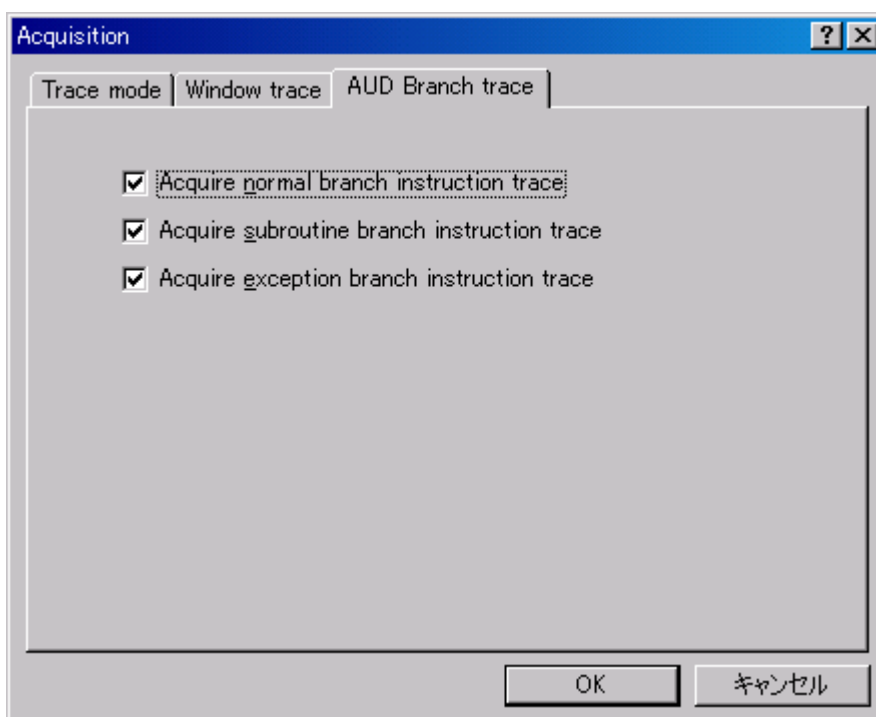 Acquisition
Trace mode Window trace AUD Branch trace
Acquire normal branch instruction trace
Acquire subroutine branch instruction trace
Acquire exception branch instruction trace
OK キャンセル